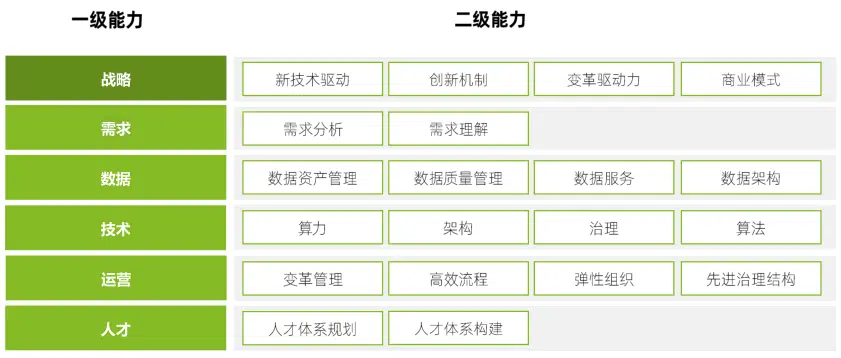 一级能力 二级能力
战略 新技术驱动 创新机制 变革驱动力 商业模式
需求 需求分析 需求理解
数据 数据资产管理 数据质量管理 数据服务 数据架构
技术 算力 架构 治理 算法
运营 变革管理 高效流程 弹性组织 先进治理结构
人才 人才体系规划 人才体系构建